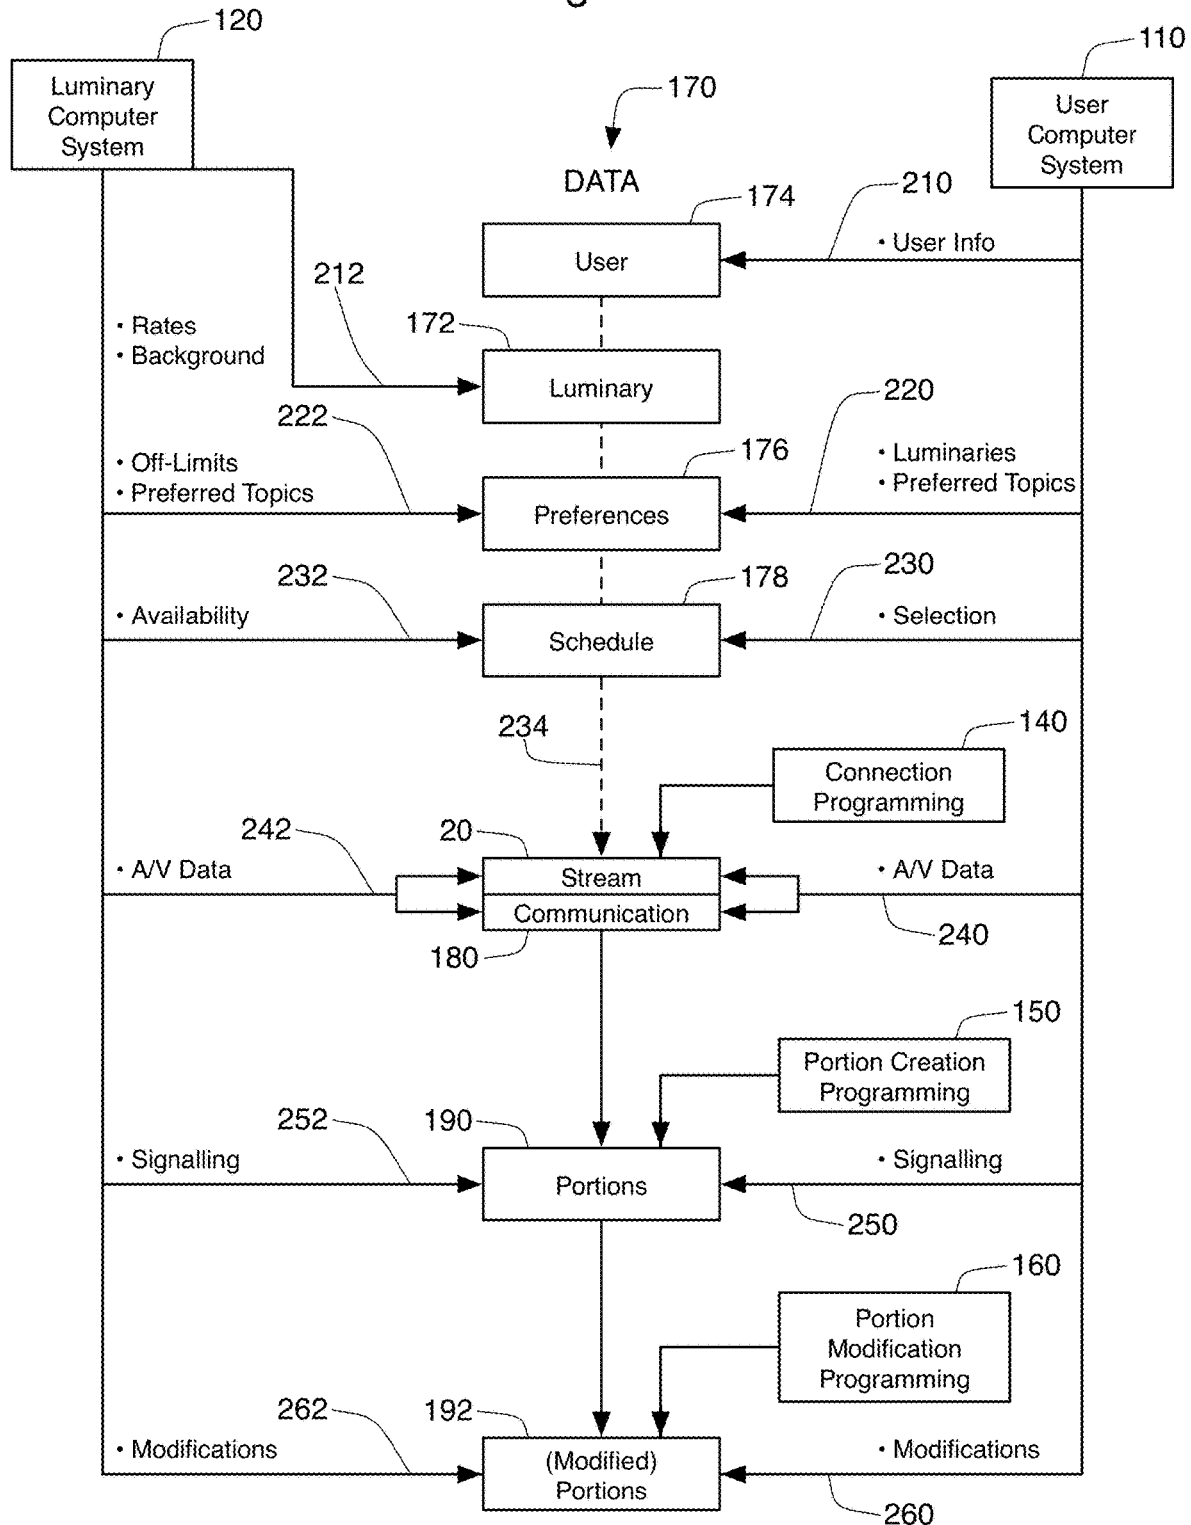 120
110
Luminary
Computer
System
User
Computer
System
170
DATA
174
210
User
• User Info
212
172
• Rates
• Background
Luminary
220
222
176
• Off-Limits
• Preferred Topics
• Luminaries
• Preferred Topics
Preferences
232
178
230
• Availability
• Selection
Schedule
234
140
Connection
Programming
242
20
• A/V Data
• A/V Data
Stream
Communication
180
240
150
Portion Creation
Programming
252
190
• Signalling
• Signalling
Portions
250
160
Portion
Modification
Programming
262
192
• Modifications
• Modifications
(Modified)
Portions
260